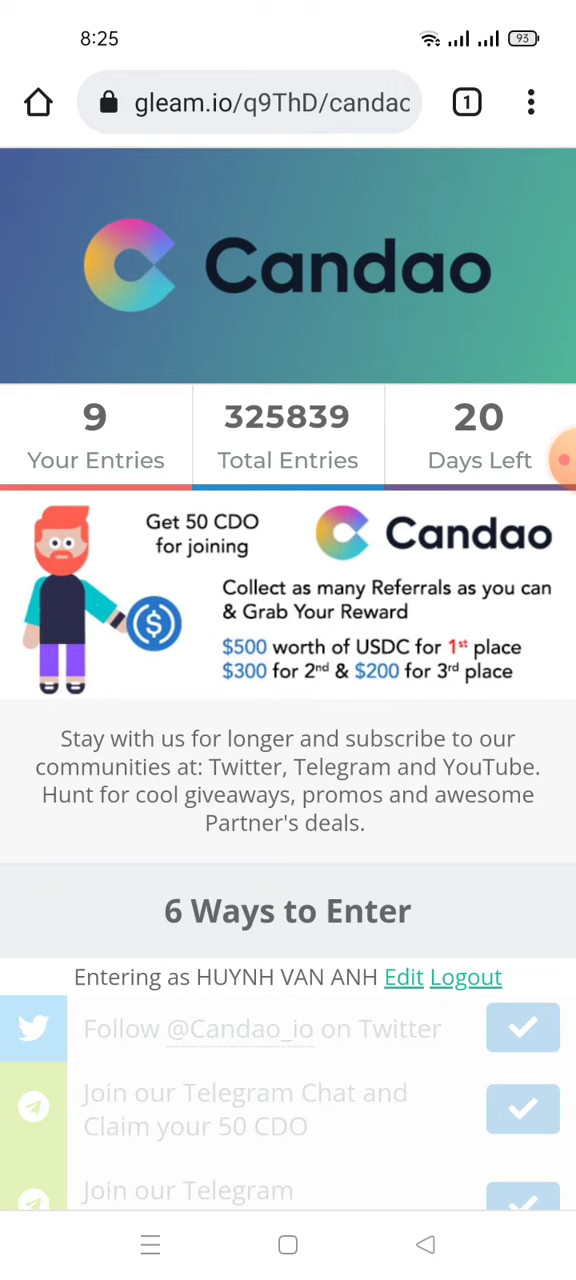 8:25
93
gleam.io/q9ThD/candac
1
Candao
9
325839
20
Your Entries
Total Entries
Days Left
Get 50 CDO
for joining
Candao
Collect as many Referrals as you can
& Grab Your Reward
$500 worth of USDC for 1st place
$300 for 2nd & $200 for 3rd place
Stay with us for longer and subscribe to our
communities at: Twitter, Telegram and YouTube.
Hunt for cool giveaways, promos and awesome
Partner's deals.
6 Ways to Enter
Entering as HUYNH VAN ANH Edit Logout
Follow @Candao_io on Twitter
Join our Telegram Chat and
Claim your 50 CDO
Join our Telegram